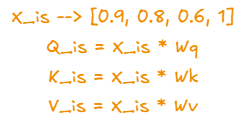 X_is --> [0.9, 0.8, 0.6, 1]
Q_is = X_is * Wq
K_is = X_is * Wk
V_is = X_is * Wv